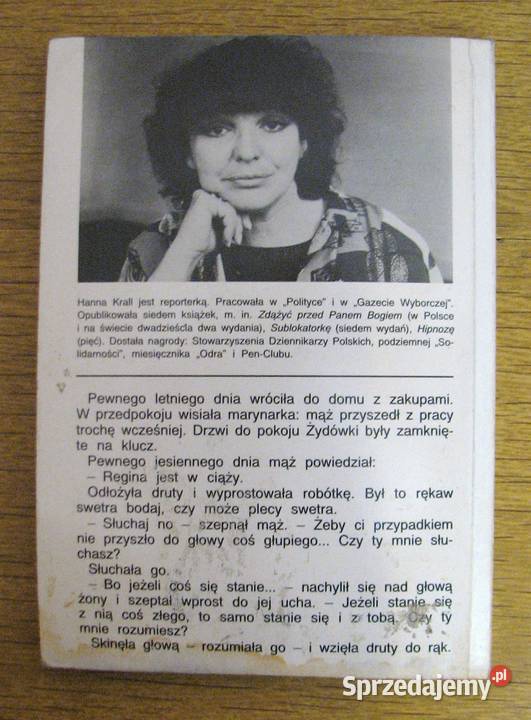 Hanna Krall jest reporterką. Pracowała w „Polityce" i w „Gazecie Wyborczej".
Opublikowała siedem książek, m. in. Zdążyć przed Panem Bogiem (w Polsce
i na świecie dwadzieścia dwa wydania), Sublokatorkę (siedem wydań), Hipnozę
(pięć). Dostała nagrody: Stowarzyszenia Dziennikarzy Polskich, podziemnej „So-
lidarności", miesięcznika „Odra" i Pen-Clubu.
Pewnego letniego dnia wróciła do domu z zakupami.
W przedpokoju wisiała marynarka: mąż przyszedł z pracy
trochę wcześniej. Drzwi do pokoju Żydówki były zamknię-
te na klucz.
Pewnego jesiennego dnia mąż powiedział:
– Regina jest w ciąży.
Odłożyła druty i wyprostowała robótkę. Był to rękaw
swetra bodaj, czy może plecy swetra.
– Słuchaj no – szepnął mąż. – Żeby ci przypadkiem
nie przyszło do głowy coś głupiego... Czy ty mnie słu-
chasz?
Słuchała go.
– Bo jeżeli coś się stanie... – nachylił się nad głową
żony i szeptał wprost do jej ucha. – Jeżeli stanie się
z nią coś złego, to samo stanie się i z tobą. Czy ty
mnie rozumiesz?
Skinęła głową – rozumiała go – i wzięła druty do rąk.
Sprzedajemy.pl